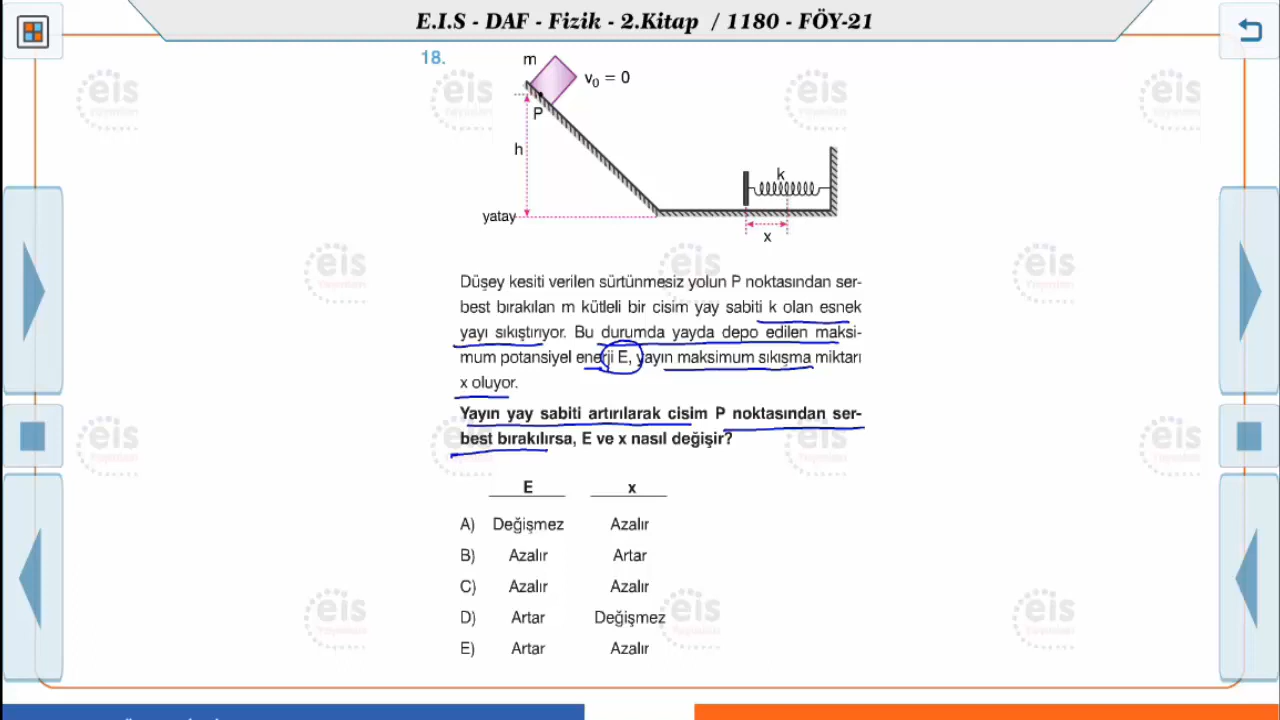 E.I.S - DAF - Fizik - 2.Kitap / 1180 - FÖY-21
18.
m
v₀ = 0
P
h
k
yatay
x
Düşey kesiti verilen sürtünmesiz yolun P noktasından ser-
best bırakılan m kütleli bir cisim yay sabiti k olan esnek
yayı sıkıştırıyor. Bu durumda yayda depo edilen maksi-
mum potansiyel enerji E, yayın maksimum sıkışma miktarı
x oluyor.
Yayın yay sabiti artırılarak cisim P noktasından ser-
best bırakılırsa, E ve x nasıl değişir?
E x
A) Değişmez Azalır
B) Azalır Artar
C) Azalır Azalır
D) Artar Değişmez
E) Artar Azalır
eis
Yayınları